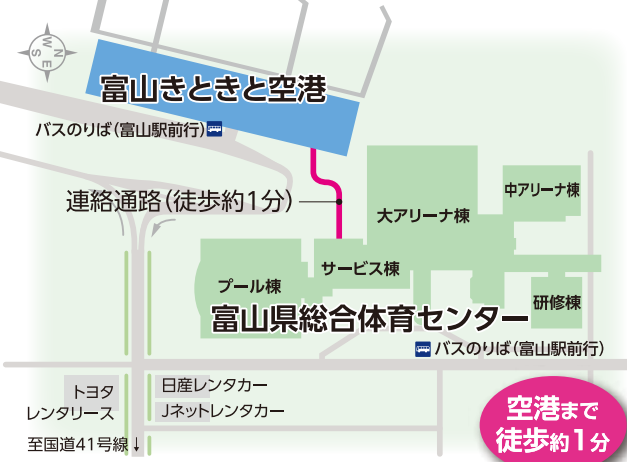 W
S
N
E
富山きときと空港
バスのりば(富山駅前行)
連絡通路(徒歩約1分)
大アリーナ棟
中アリーナ棟
サービス棟
プール棟
研修棟
富山県総合体育センター
バスのりば(富山駅前行)
トヨタ
レンタリース
日産レンタカー
Jネットレンタカー
至国道41号線↓
空港まで
徒歩約1分